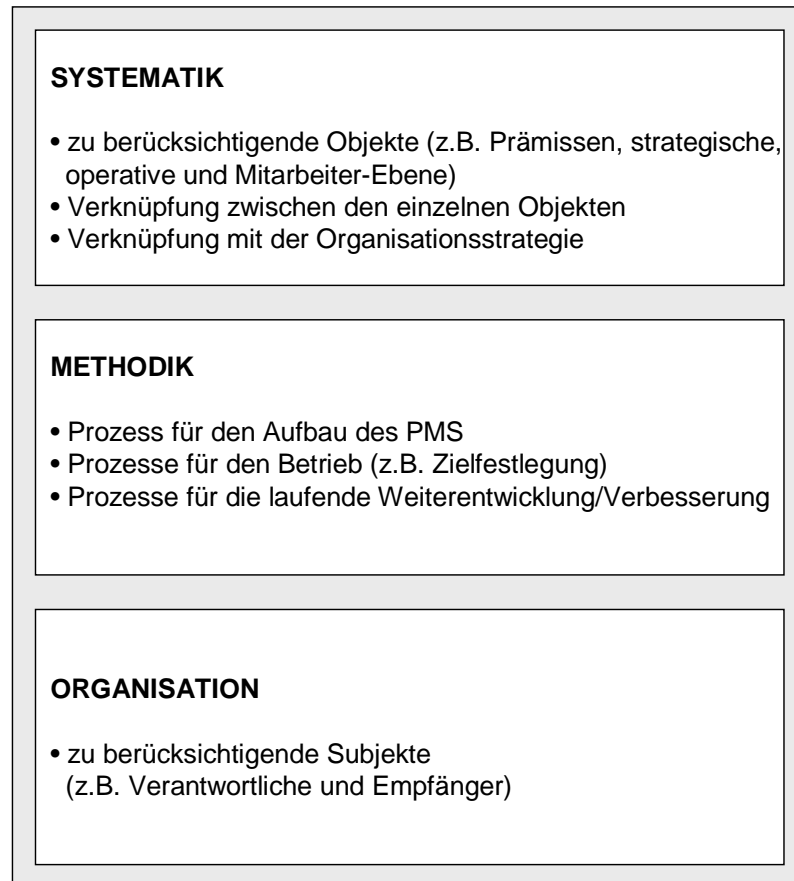 SYSTEMATIK
• zu berücksichtigende Objekte (z.B. Prämissen, strategische,
operative und Mitarbeiter-Ebene)
• Verknüpfung zwischen den einzelnen Objekten
• Verknüpfung mit der Organisationsstrategie
METHODIK
• Prozess für den Aufbau des PMS
• Prozesse für den Betrieb (z.B. Zielfestlegung)
• Prozesse für die laufende Weiterentwicklung/Verbesserung
ORGANISATION
• zu berücksichtigende Subjekte
(z.B. Verantwortliche und Empfänger)